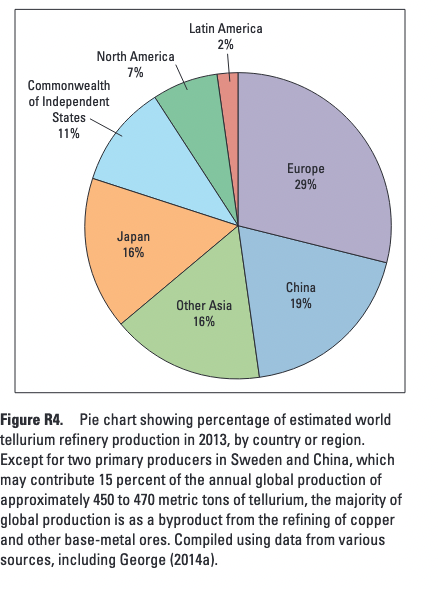 Latin America
2%
North America
7%
Commonwealth
of Independent
States
11%
Europe
29%
Japan
16%
China
19%
Other Asia
16%
Figure R4. Pie chart showing percentage of estimated world
tellurium refinery production in 2013, by country or region.
Except for two primary producers in Sweden and China, which
may contribute 15 percent of the annual global production of
approximately 450 to 470 metric tons of tellurium, the majority of
global production is as a byproduct from the refining of copper
and other base-metal ores. Compiled using data from various
sources, including George (2014a).